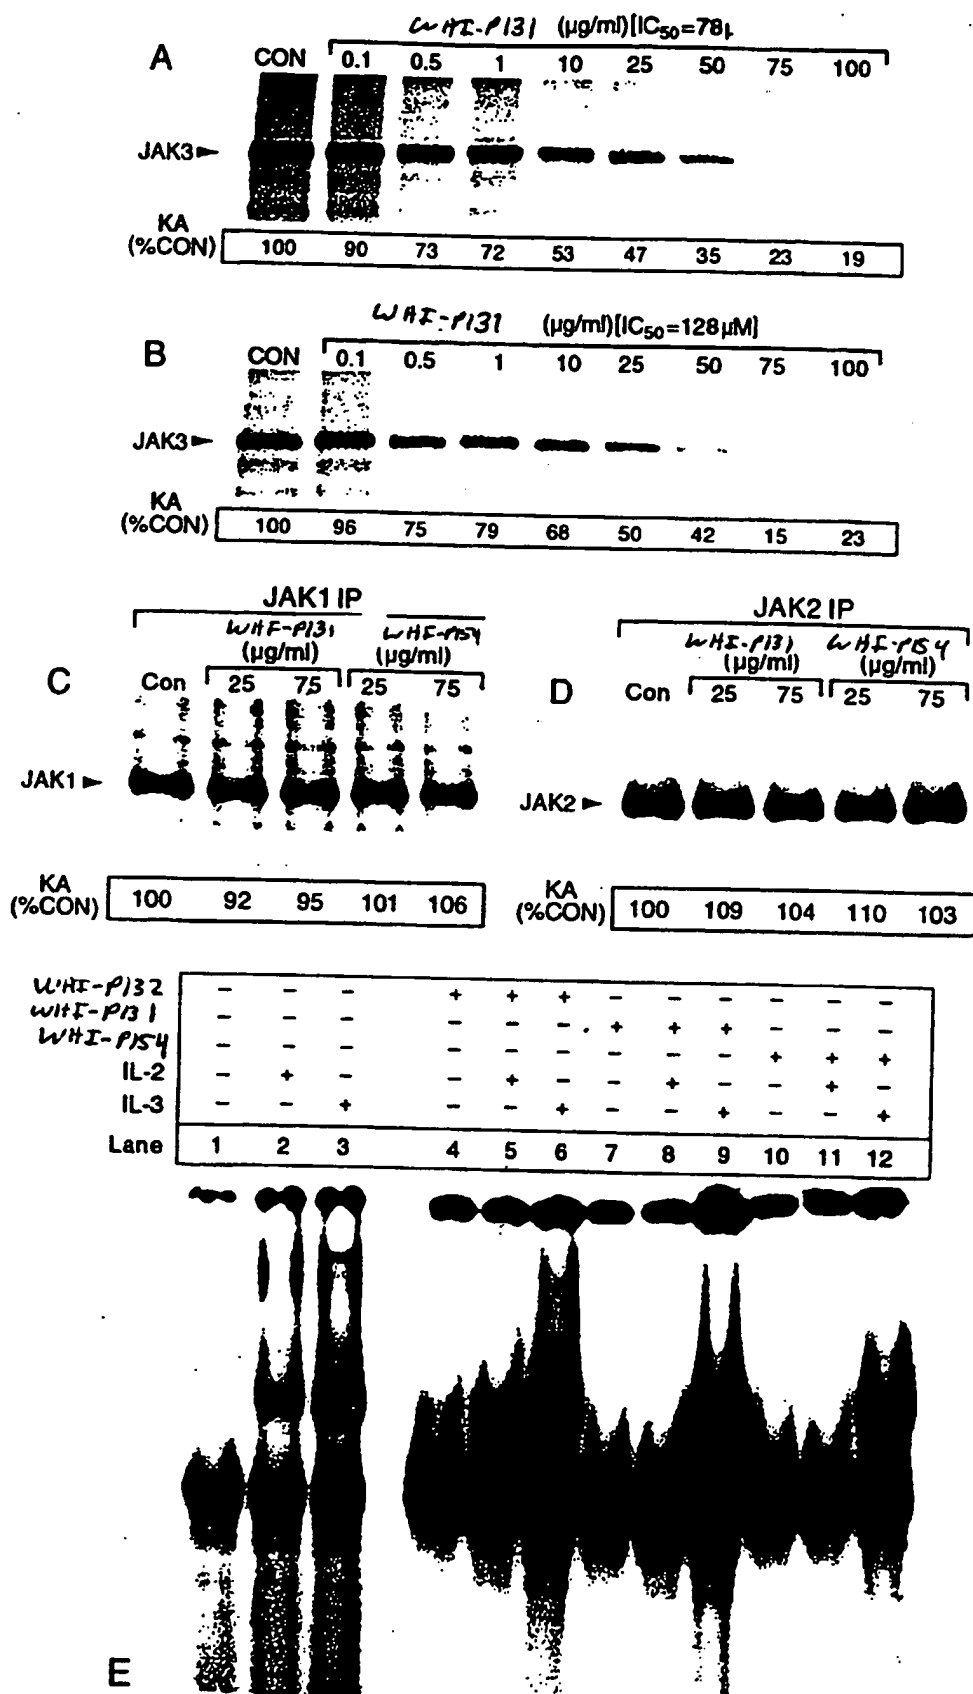 WHI-P131 (µg/ml)[IC50=78µ
A CON 0.1 0.5 1 10 25 50 75 100
JAK3
KA
(%CON) 100 90 73 72 53 47 35 23 19
WHI-P131 (µg/ml)[IC50=128µM]
B CON 0.1 0.5 1 10 25 50 75 100
JAK3
KA
(%CON) 100 96 75 79 68 50 42 15 23
JAK1 IP
WHI-P131 WHI-P154
(µg/ml) (µg/ml)
C Con 25 75 25 75
JAK1
KA
(%CON) 100 92 95 101 106
JAK2 IP
WHI-P131 WHI-P154
(µg/ml) (µg/ml)
D Con 25 75 25 75
JAK2
KA
(%CON) 100 109 104 110 103
WHI-P132 - - - + + + - - - - - -
WHI-P131 - - - - - - + + + - - -
WHI-P154 - - - - - - - - - + + +
IL-2 - + - - + - - + - - + -
IL-3 - - + - - + - - + - - +
Lane 1 2 3 4 5 6 7 8 9 10 11 12
E